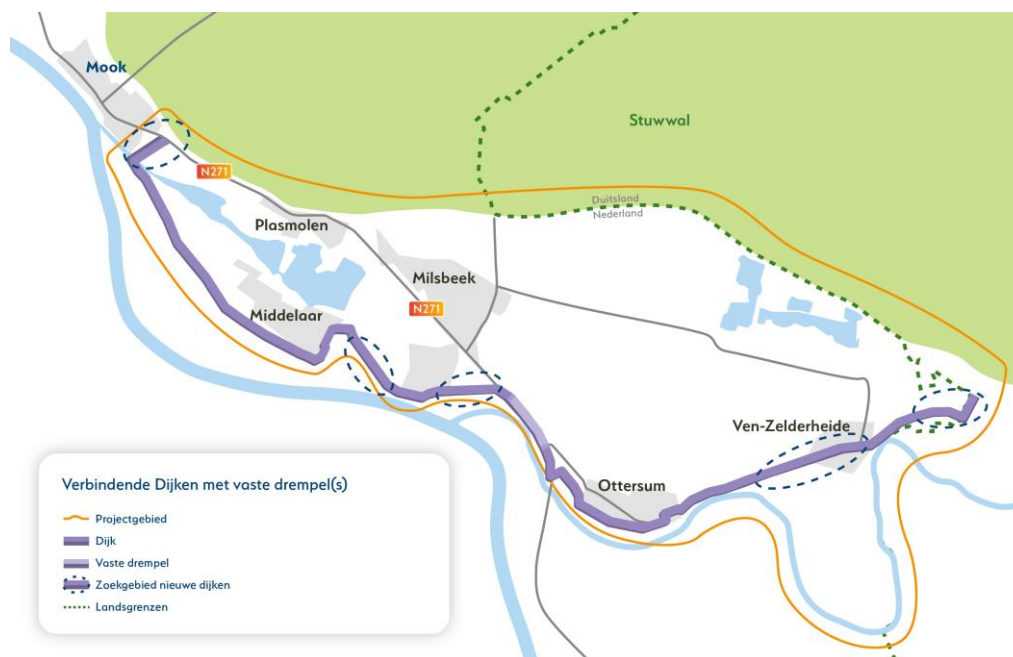 Mook
Stuwwal
N271
Duitsland
Nederland
Plasmolen
Milsbeek
N271
Middelaar
Ven-Zelderheide
Ottersum
Verbindende Dijken met vaste drempel(s)
Projectgebied
Dijk
Vaste drempel
Zoekgebied nieuwe dijken
Landsgrenzen